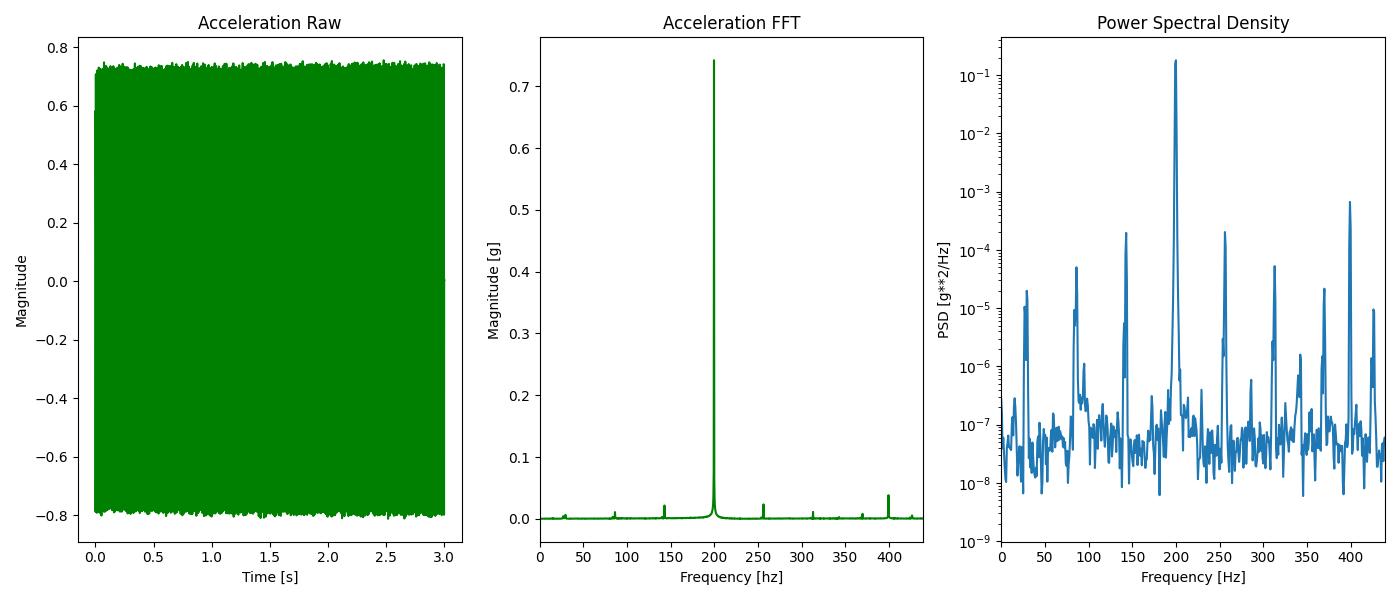 Acceleration Raw
Magnitude
0.8
0.6
0.4
0.2
0.0
−0.2
−0.4
−0.6
−0.8
0.0 0.5 1.0 1.5 2.0 2.5 3.0
Time [s]
Acceleration FFT
Magnitude [g]
0.7
0.6
0.5
0.4
0.3
0.2
0.1
0.0
0 50 100 150 200 250 300 350 400
Frequency [hz]
Power Spectral Density
PSD [g**2/Hz]
10⁻¹
10⁻²
10⁻³
10⁻⁴
10⁻⁵
10⁻⁶
10⁻⁷
10⁻⁸
10⁻⁹
0 50 100 150 200 250 300 350 400
Frequency [Hz]